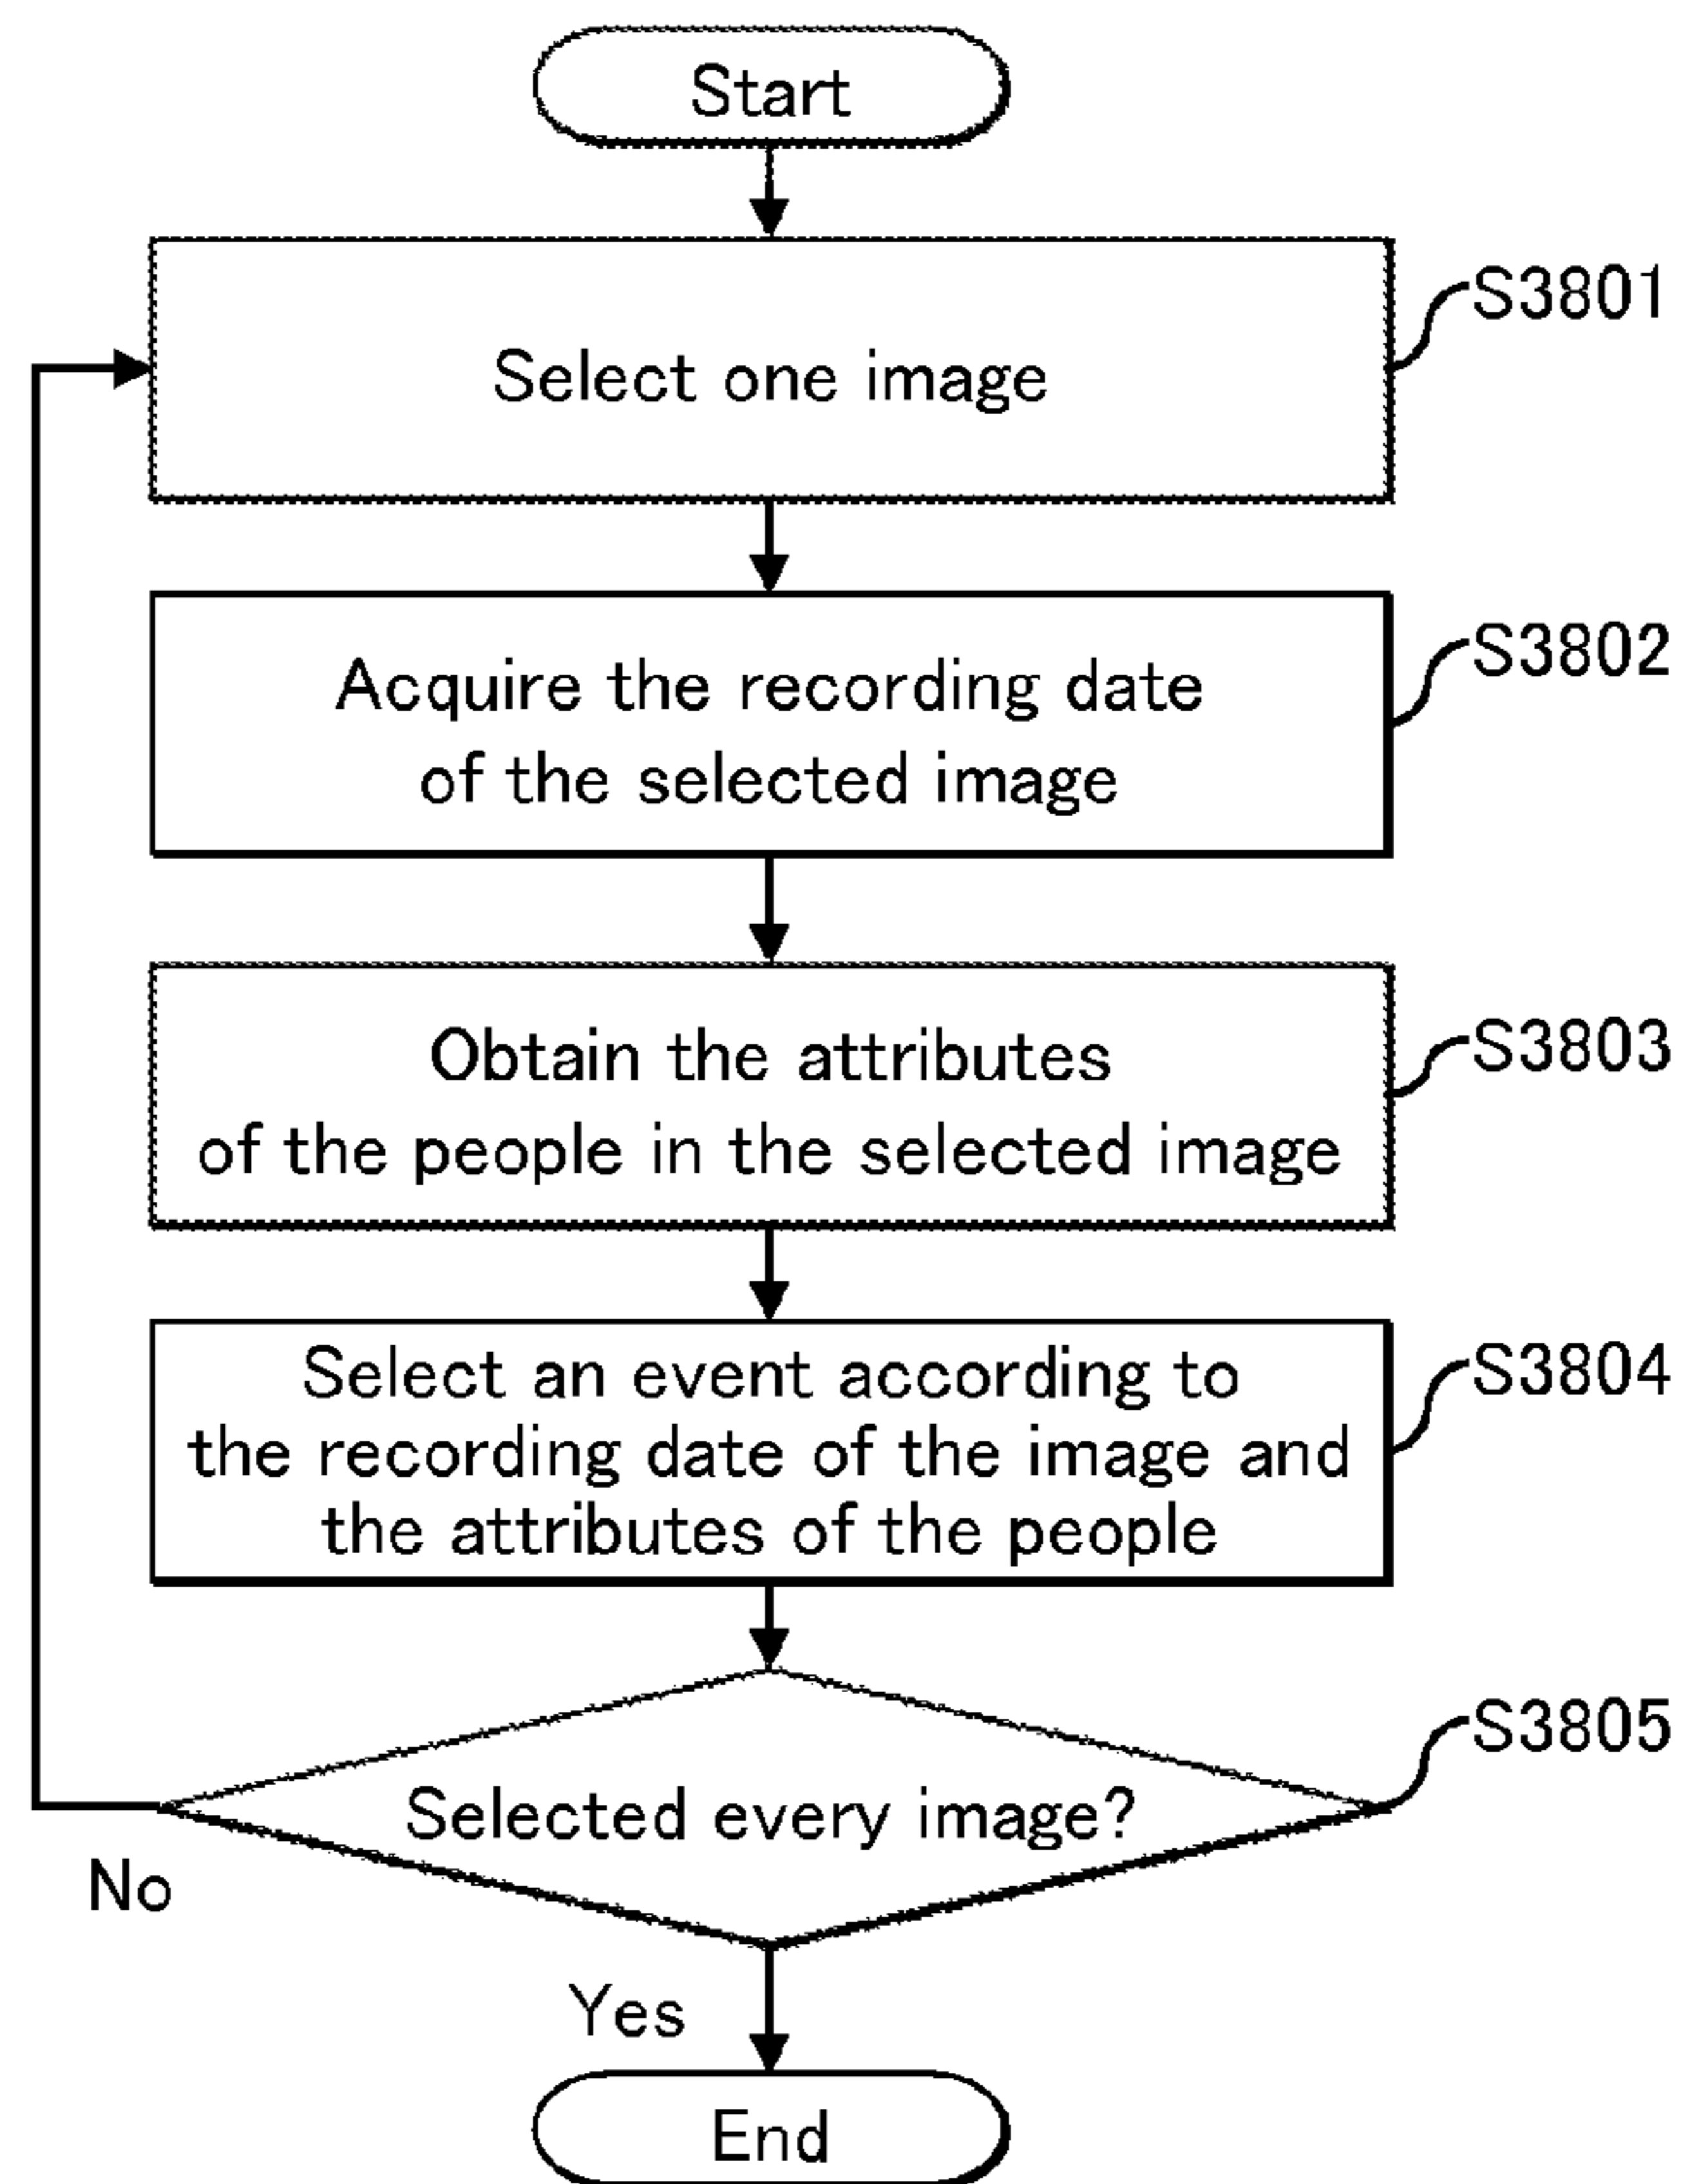 Start
Select one image
S3801
Acquire the recording date
of the selected image
S3802
Obtain the attributes
of the people in the selected image
S3803
Select an event according to
the recording date of the image and
the attributes of the people
S3804
Selected every image?
S3805
No
Yes
End